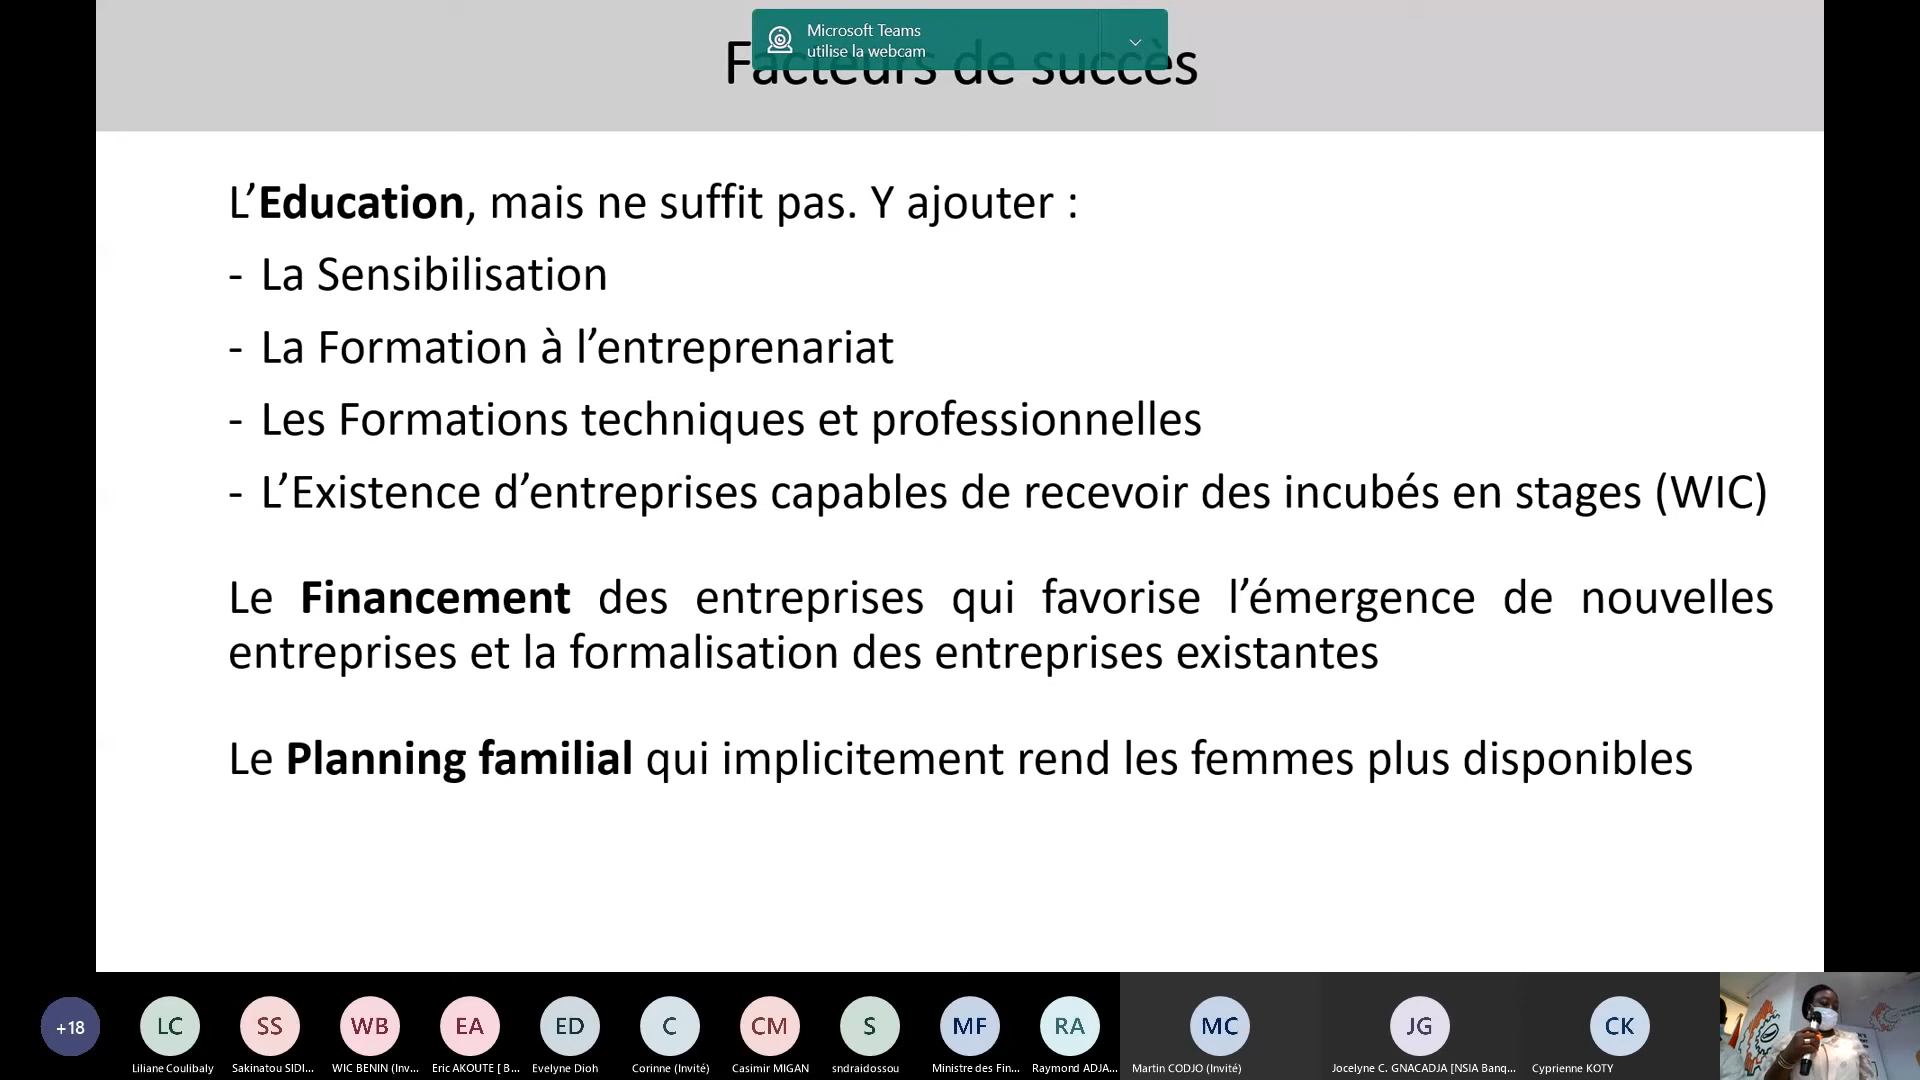 Microsoft Teams
utilise la webcam
Facteurs de succès
L’Education, mais ne suffit pas. Y ajouter :
- La Sensibilisation
- La Formation à l’entreprenariat
- Les Formations techniques et professionnelles
- L’Existence d’entreprises capables de recevoir des incubés en stages (WIC)
Le Financement des entreprises qui favorise l’émergence de nouvelles
entreprises et la formalisation des entreprises existantes
Le Planning familial qui implicitement rend les femmes plus disponibles
+18 LC SS WB EA ED C CM S MF RA MC JG CK
Liliane Coulibaly Sakinatou SIDI... WIC BENIN (Inv... Eric AKOUTE [ B... Evelyne Dioh Corinne (Invité) Casimir MIGAN sndraidossou Ministre des Fin... Raymond ADJA... Martin CODJO (Invité) Jocelyne C. GNACADJA [NSIA Banq... Cyprienne KOTY